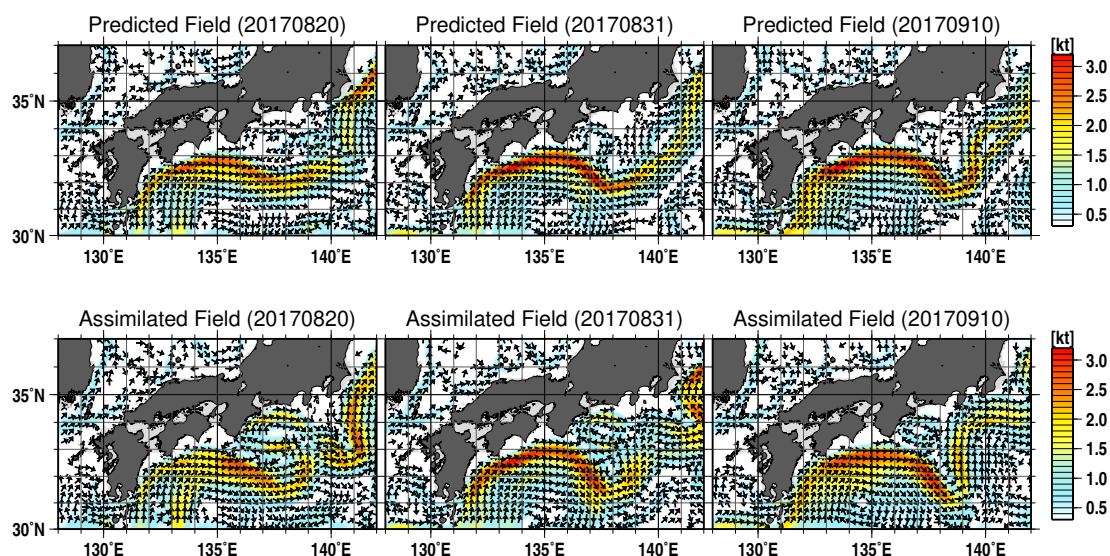 Predicted Field (20170820) Predicted Field (20170831) Predicted Field (20170910)
[kt]
35°N
30°N
3.0
2.5
2.0
1.5
1.0
0.5
130°E 135°E 140°E 130°E 135°E 140°E 130°E 135°E 140°E
Assimilated Field (20170820) Assimilated Field (20170831) Assimilated Field (20170910)
[kt]
35°N
30°N
3.0
2.5
2.0
1.5
1.0
0.5
130°E 135°E 140°E 130°E 135°E 140°E 130°E 135°E 140°E